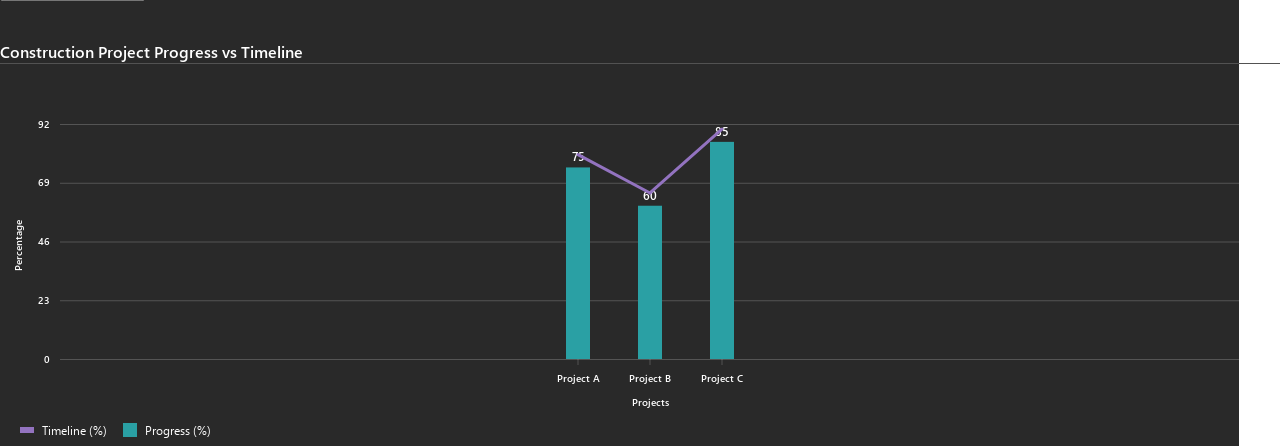 Construction Project Progress vs Timeline
92
69
46
23
0
Percentage
75
60
85
Project A
Project B
Project C
Projects
Timeline (%)
Progress (%)